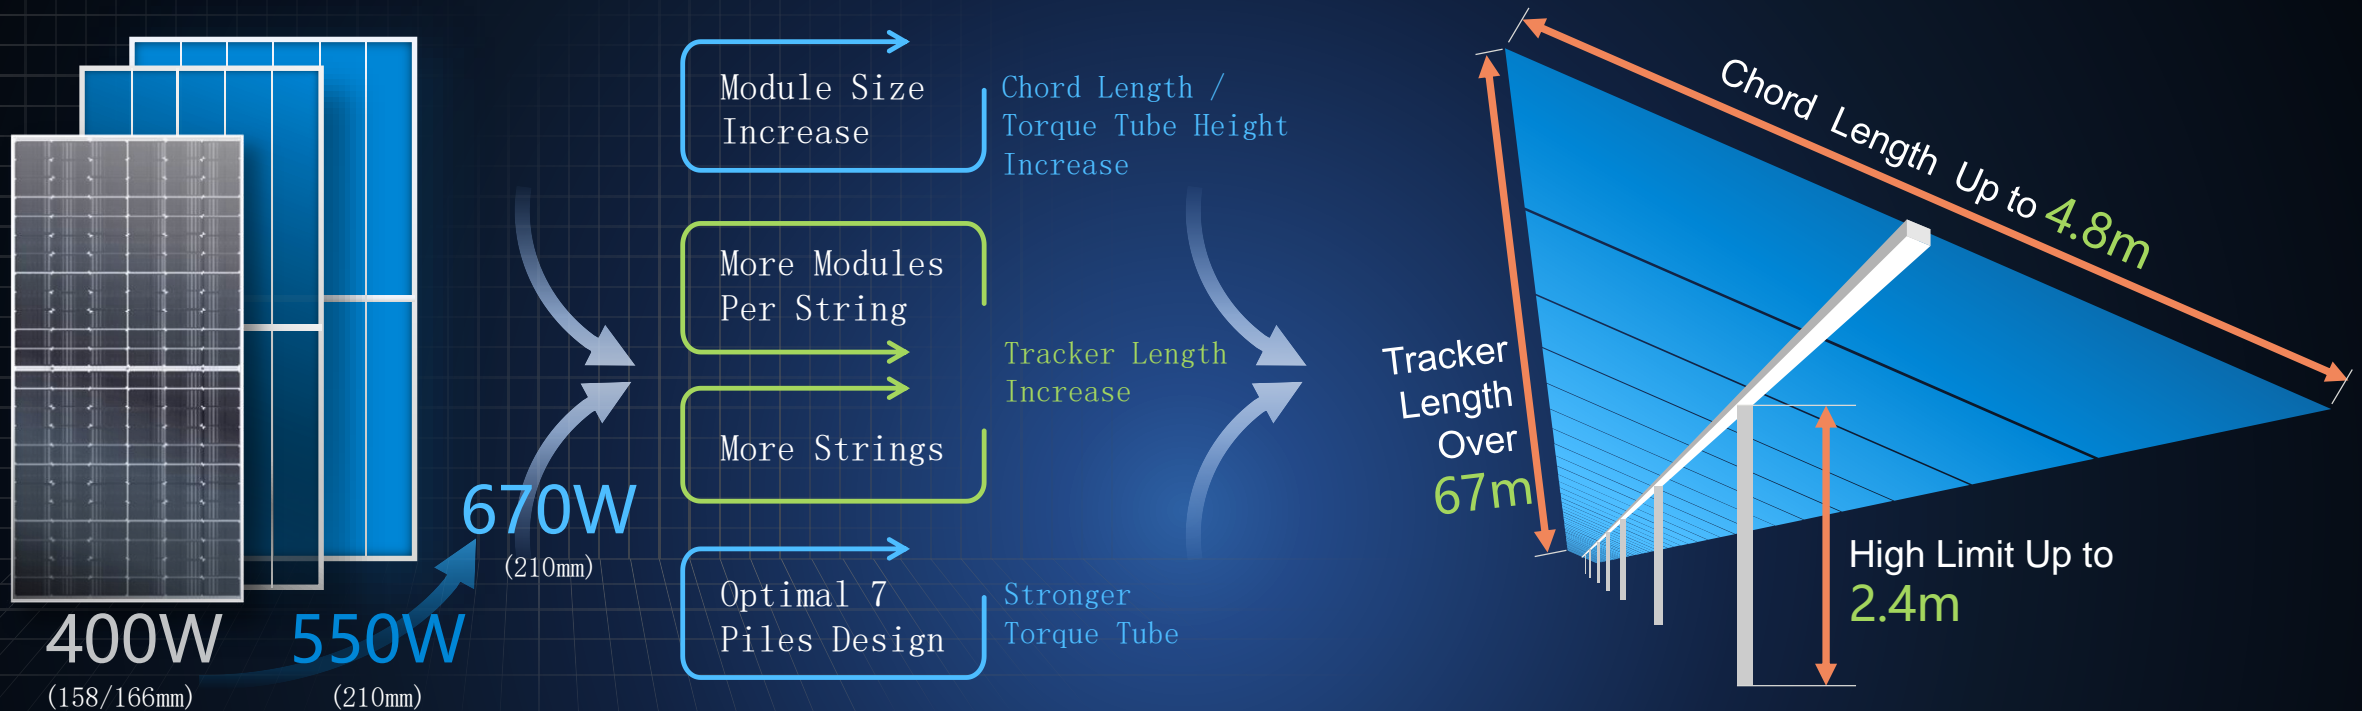 400W
(158/166mm)
550W
(210mm)
670W
(210mm)
Module Size
Increase
Chord Length /
Torque Tube Height
Increase
More Modules
Per String
More Strings
Tracker Length
Increase
Optimal 7
Piles Design
Stronger
Torque Tube
Chord Length Up to 4.8m
Tracker
Length
Over
67m
High Limit Up to
2.4m